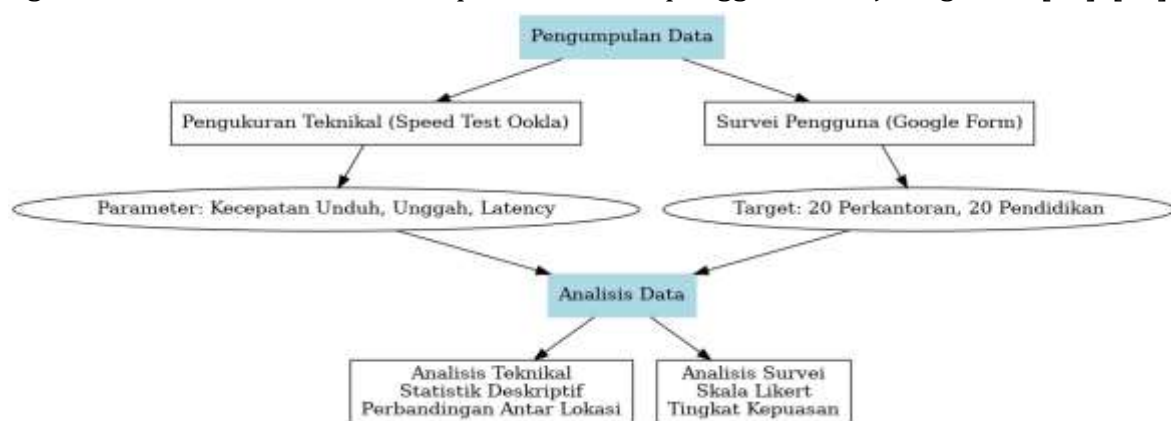 Pengumpulan Data
Pengukuran Teknikal (Speed Test Ookla)
Survei Pengguna (Google Form)
Parameter: Kecepatan Unduh, Unggah, Latency
Target: 20 Perkantoran, 20 Pendidikan
Analisis Data
Analisis Teknikal
Statistik Deskriptif
Perbandingan Antar Lokasi
Analisis Survei
Skala Likert
Tingkat Kepuasan